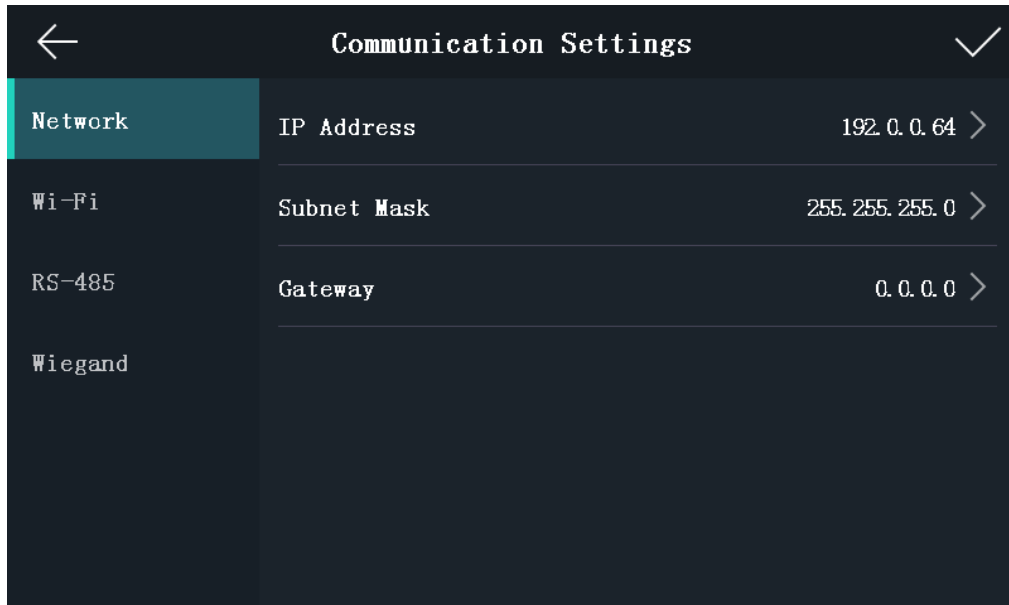 Communication Settings
Network
IP Address 192.0.0.64
Wi-Fi
Subnet Mask 255.255.255.0
RS-485
Gateway 0.0.0.0
Wiegand